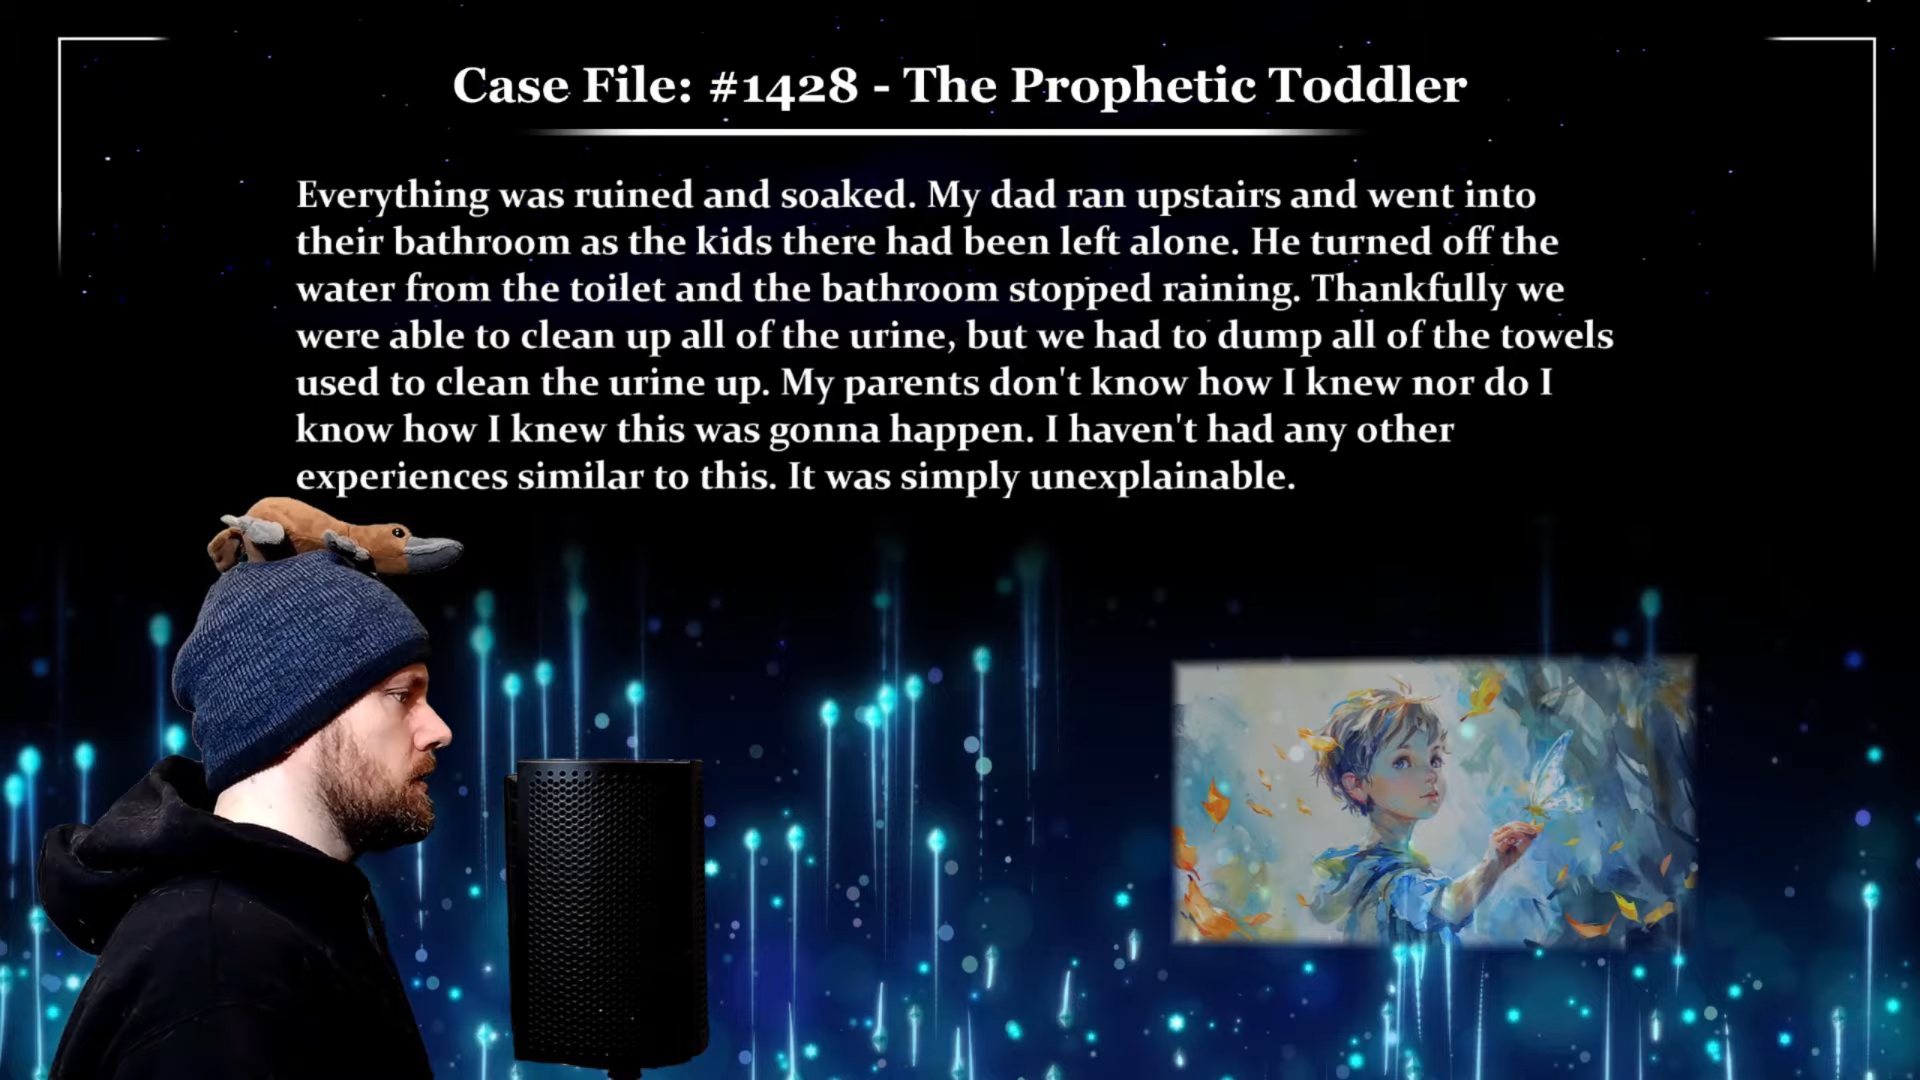 Case File: #1428 - The Prophetic Toddler
Everything was ruined and soaked. My dad ran upstairs and went into
their bathroom as the kids there had been left alone. He turned off the
water from the toilet and the bathroom stopped raining. Thankfully we
were able to clean up all of the urine, but we had to dump all of the towels
used to clean the urine up. My parents don't know how I knew nor do I
know how I knew this was gonna happen. I haven't had any other
experiences similar to this. It was simply unexplainable.